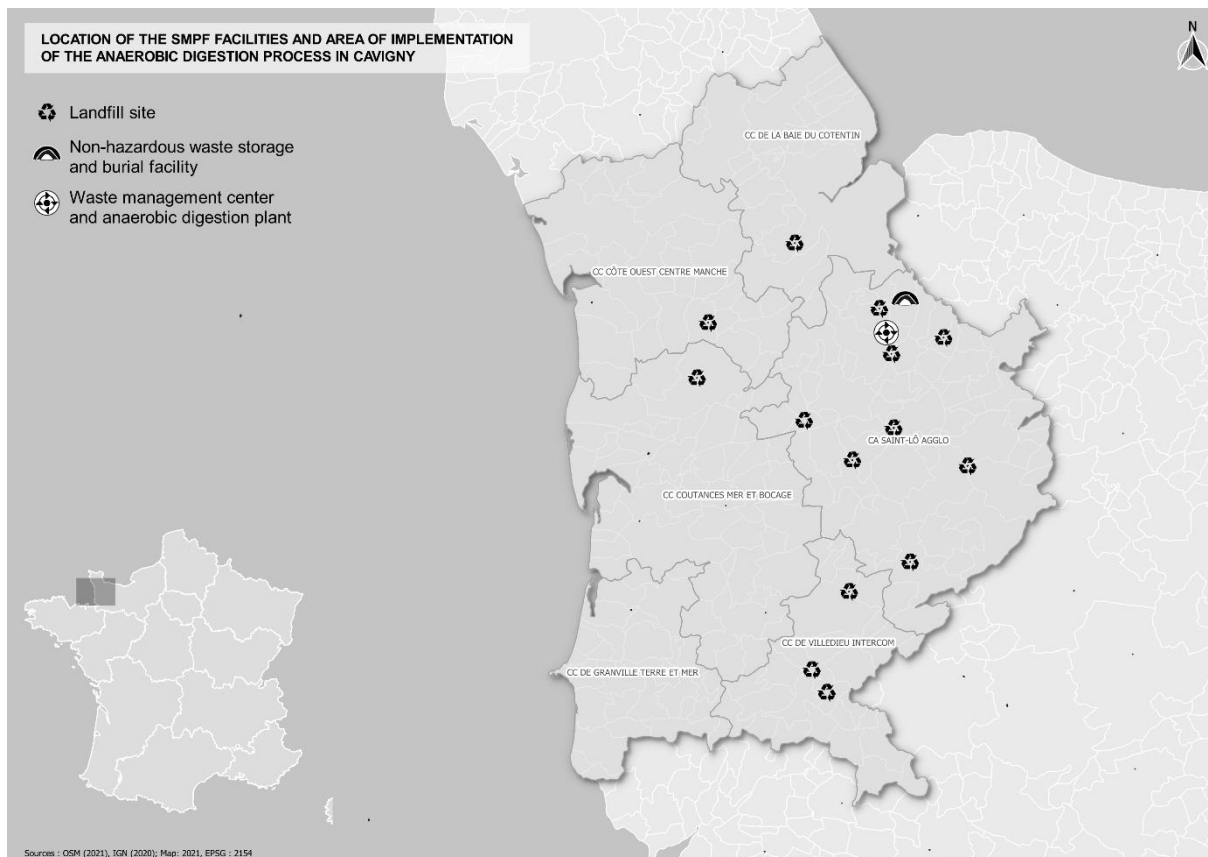 LOCATION OF THE SMPF FACILITIES AND AREA OF IMPLEMENTATION
OF THE ANAEROBIC DIGESTION PROCESS IN CAVIGNY
N
Landfill site
Non-hazardous waste storage
and burial facility
Waste management center
and anaerobic digestion plant
CC DE LA BAIE DU COTENTIN
CC CÔTE OUEST CENTRE MANCHE
CA SAINT-LÔ AGGLO
CC COUTANCES MER ET BOCAGE
CC DE VILLEDIEU INTERCOM
CC DE GRANVILLE TERRE ET MER
Sources : OSM (2021), IGN (2020); Map: 2021, EPSG : 2154